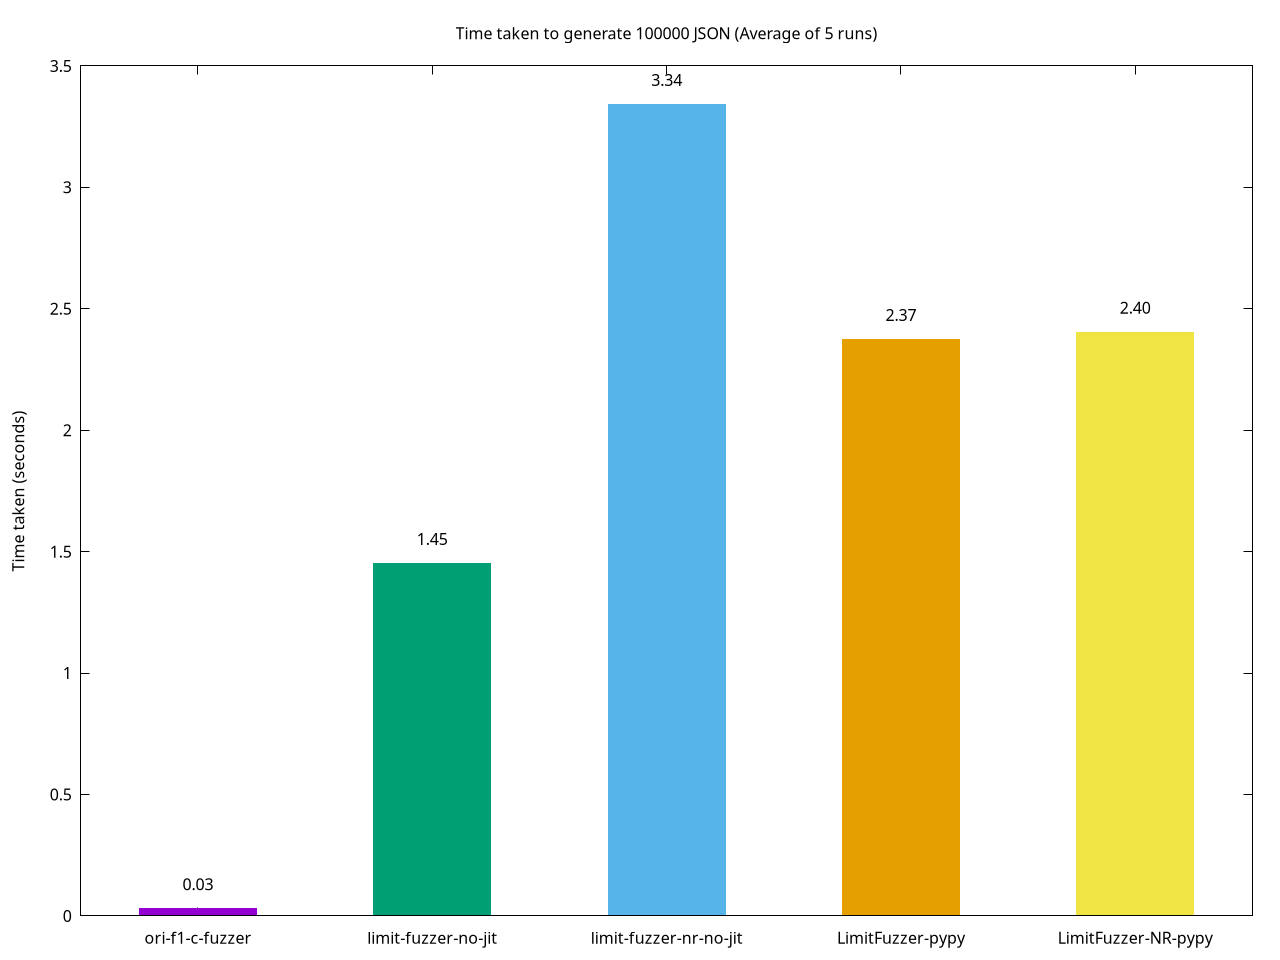 Time taken to generate 100000 JSON (Average of 5 runs)
3.5
3
2.5
2
1.5
1
0.5
0
Time taken (seconds)
0.03
1.45
3.34
2.37
2.40
ori-f1-c-fuzzer
limit-fuzzer-no-jit
limit-fuzzer-nr-no-jit
LimitFuzzer-pypy
LimitFuzzer-NR-pypy